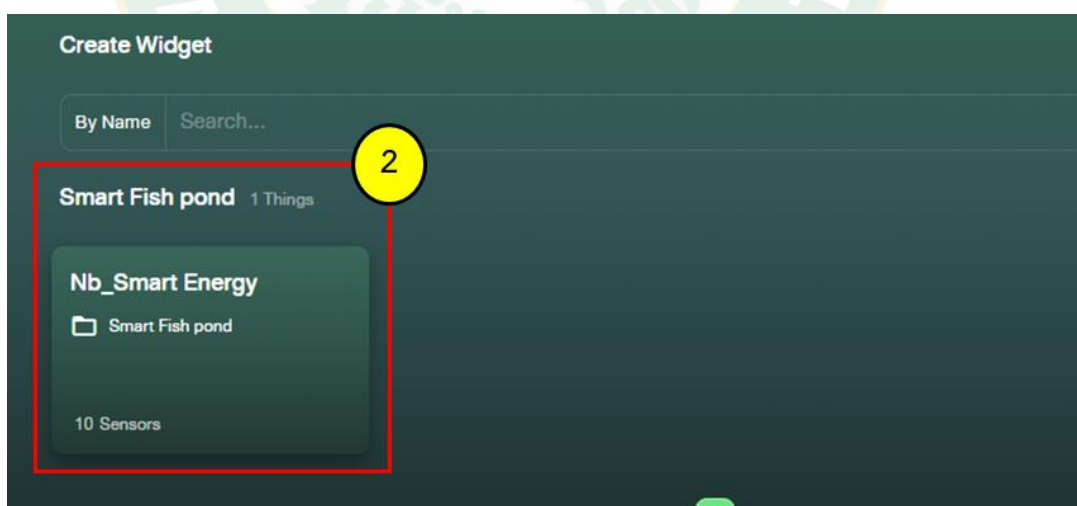 Create Widget
By Name Search...
2
Smart Fish pond 1 Things
Nb_Smart Energy
Smart Fish pond
10 Sensors